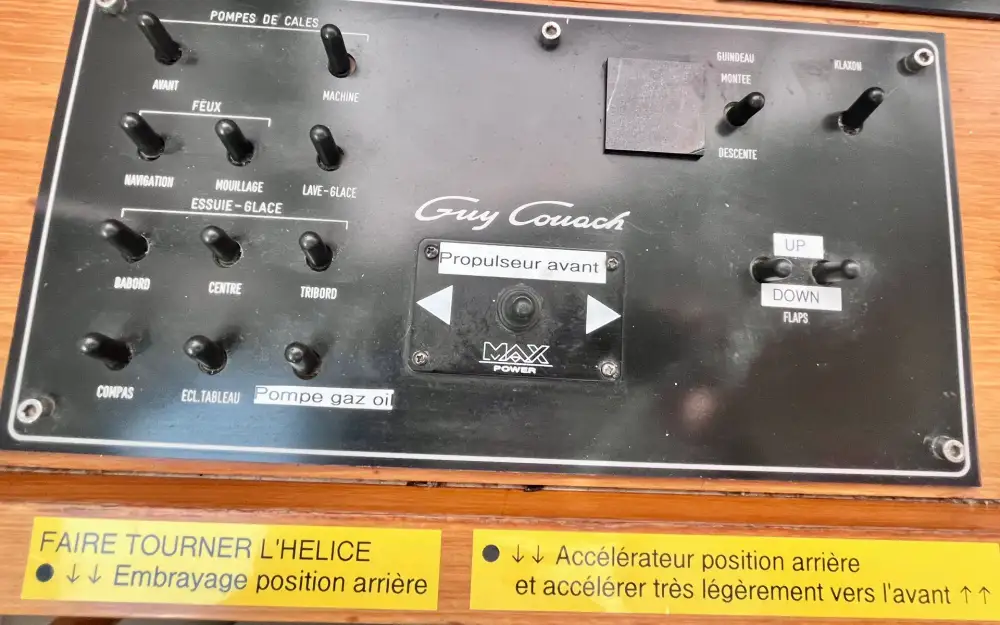 POMPES DE CALES
AVANT
MACHINE
FEUX
NAVIGATION
MOUILLAGE
LAVE-GLACE
ESSUIE-GLACE
BABORD
CENTRE
TRIBORD
COMPAS
ECL.TABLEAU
Pompe gaz oil
Guy Couach
Propulseur avant
MAX
POWER
GUINDEAU
MONTEE
DESCENTE
KLAXON
UP
DOWN
FLAPS
FAIRE TOURNER L'HELICE
● ↓↓ Embrayage position arrière
● ↓↓ Accélérateur position arrière
et accélérer très légèrement vers l'avant ↑↑